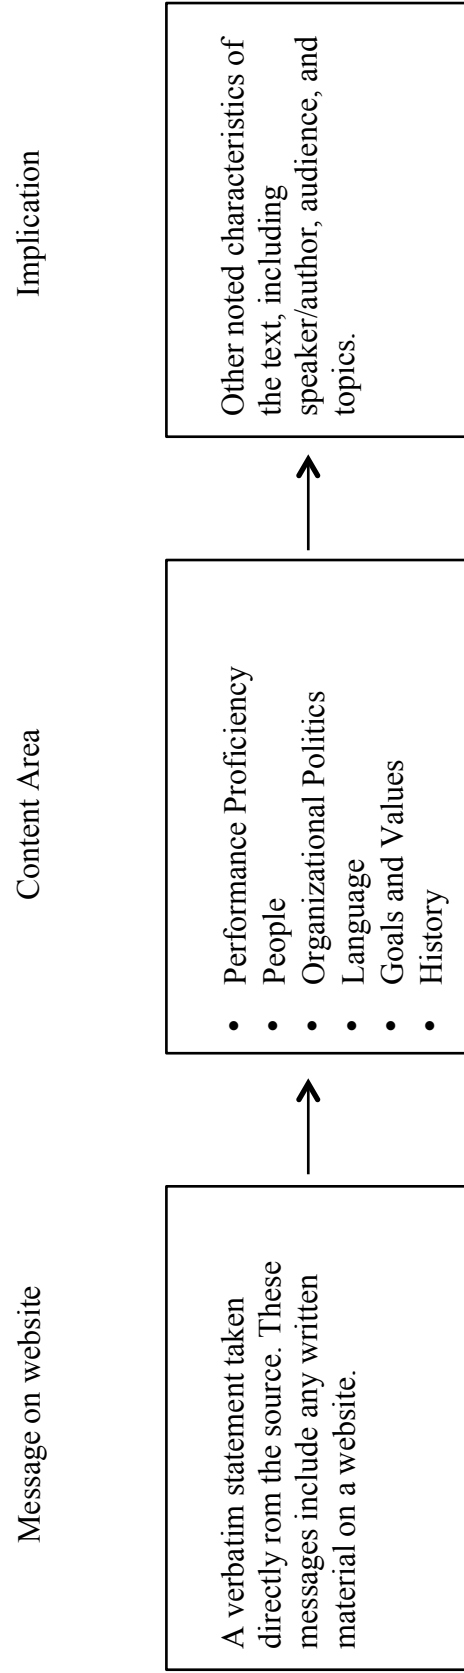 Message on website
A verbatim statement taken
directly rom the source. These
messages include any written
material on a website.
Content Area
• Performance Proficiency
• People
• Organizational Politics
• Language
• Goals and Values
• History
Implication
Other noted characteristics of
the text, including
speaker/author, audience, and
topics.